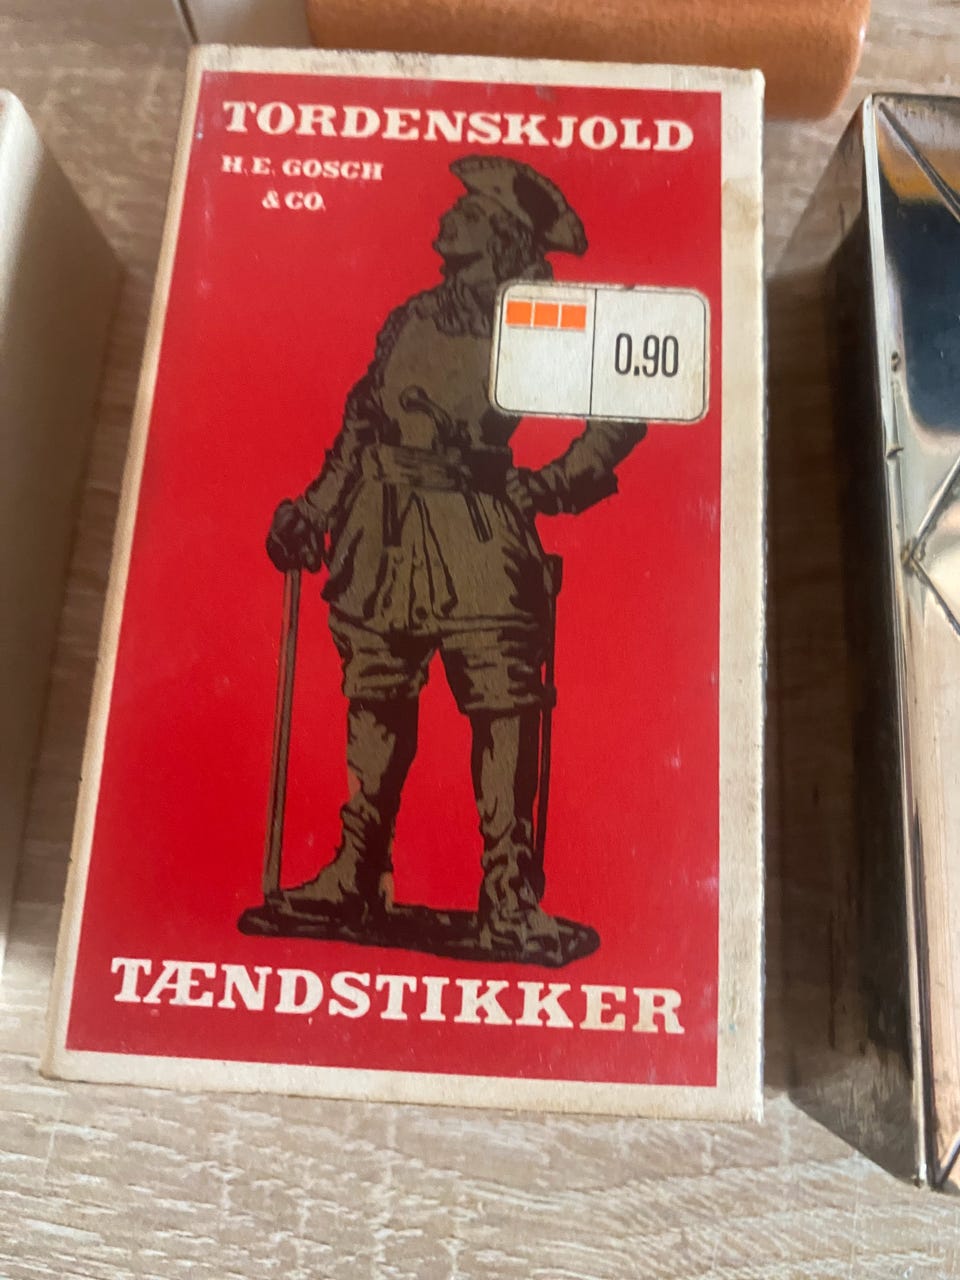 TORDENSKJOLD
H.E. GOSCH
& CO.
0.90
TÆNDSTIKKER